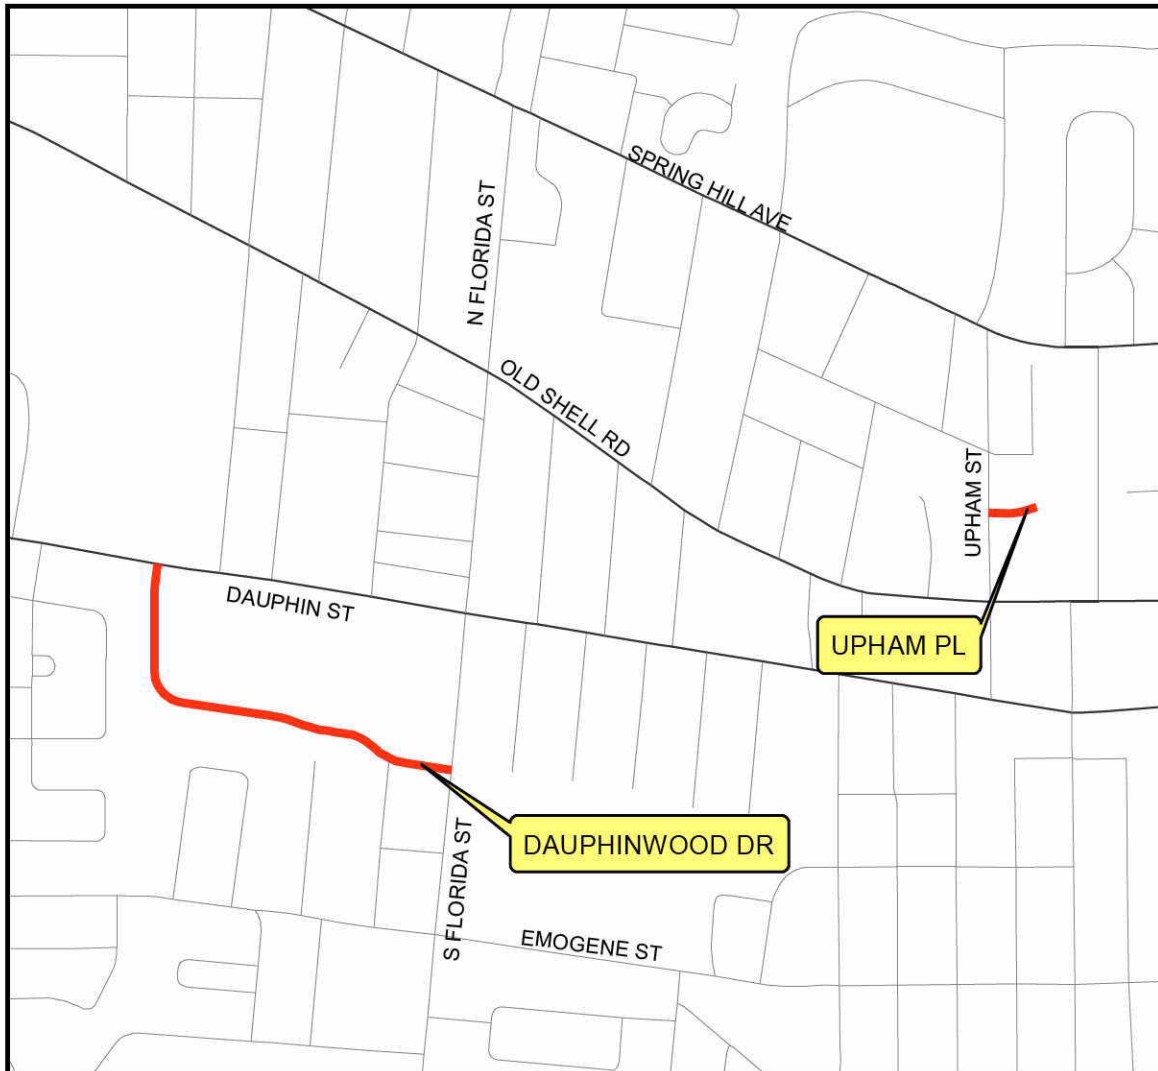 SPRING HILL AVE
N FLORIDA ST
OLD SHELL RD
UPHAM ST
DAUPHIN ST
UPHAM PL
DAUPHINWOOD DR
S FLORIDA ST
EMOGENE ST